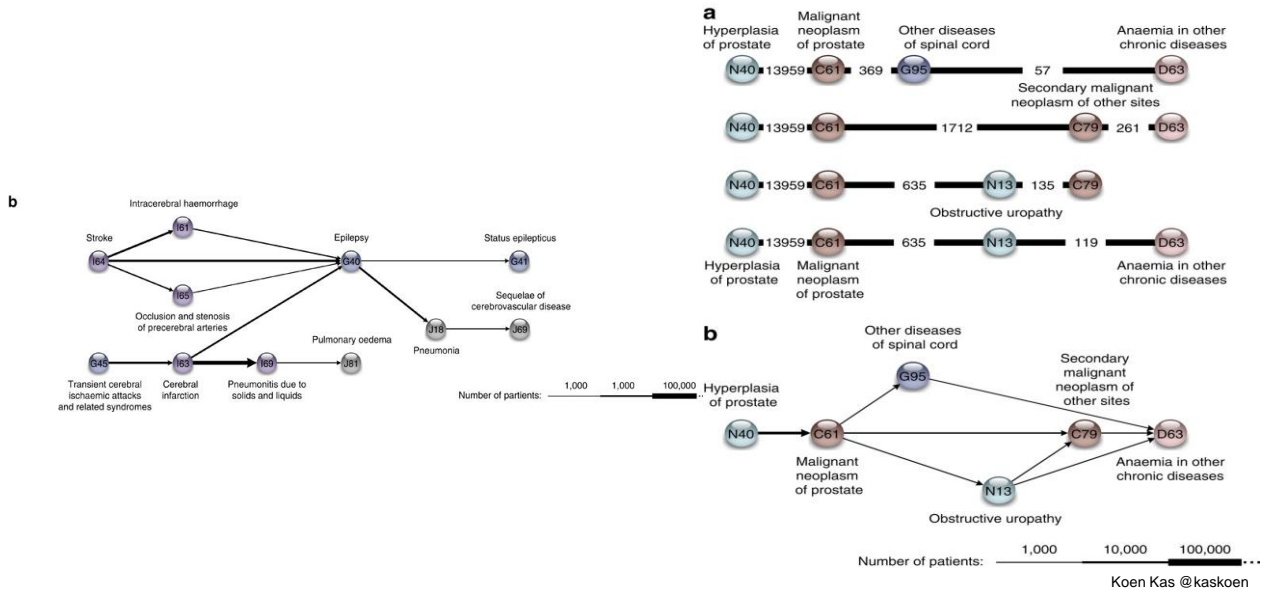 b
Intracerebral haemorrhage
I61
Stroke
Epilepsy
Status epilepticus
I64
G40
G41
I65
Sequelae of
cerebrovascular disease
Occlusion and stenosis
of precerebral arteries
J18
J69
Pneumonia
Pulmonary oedema
G45
I63
I69
J81
Transient cerebral
ischaemic attacks
and related syndromes
Cerebral
infarction
Pneumonitis due to
solids and liquids
Number of partients:
1,000
1,000
100,000
a
Hyperplasia
of prostate
Malignant
neoplasm
of prostate
Other diseases
of spinal cord
Anaemia in other
chronic diseases
N40 13959 C61 369 G95 57 D63
Secondary malignant
neoplasm of other sites
N40 13959 C61 1712 C79 261 D63
N40 13959 C61 635 N13 135 C79
Obstructive uropathy
N40 13959 C61 635 N13 119 D63
Hyperplasia
of prostate
Malignant
neoplasm
of prostate
Anaemia in other
chronic diseases
b
Other diseases
of spinal cord
G95
Secondary
malignant
neoplasm of
other sites
Hyperplasia
of prostate
N40
C61
C79
D63
Malignant
neoplasm
of prostate
Anaemia in other
chronic diseases
N13
Obstructive uropathy
Number of patients:
1,000
10,000
100,000
Koen Kas @kaskoen